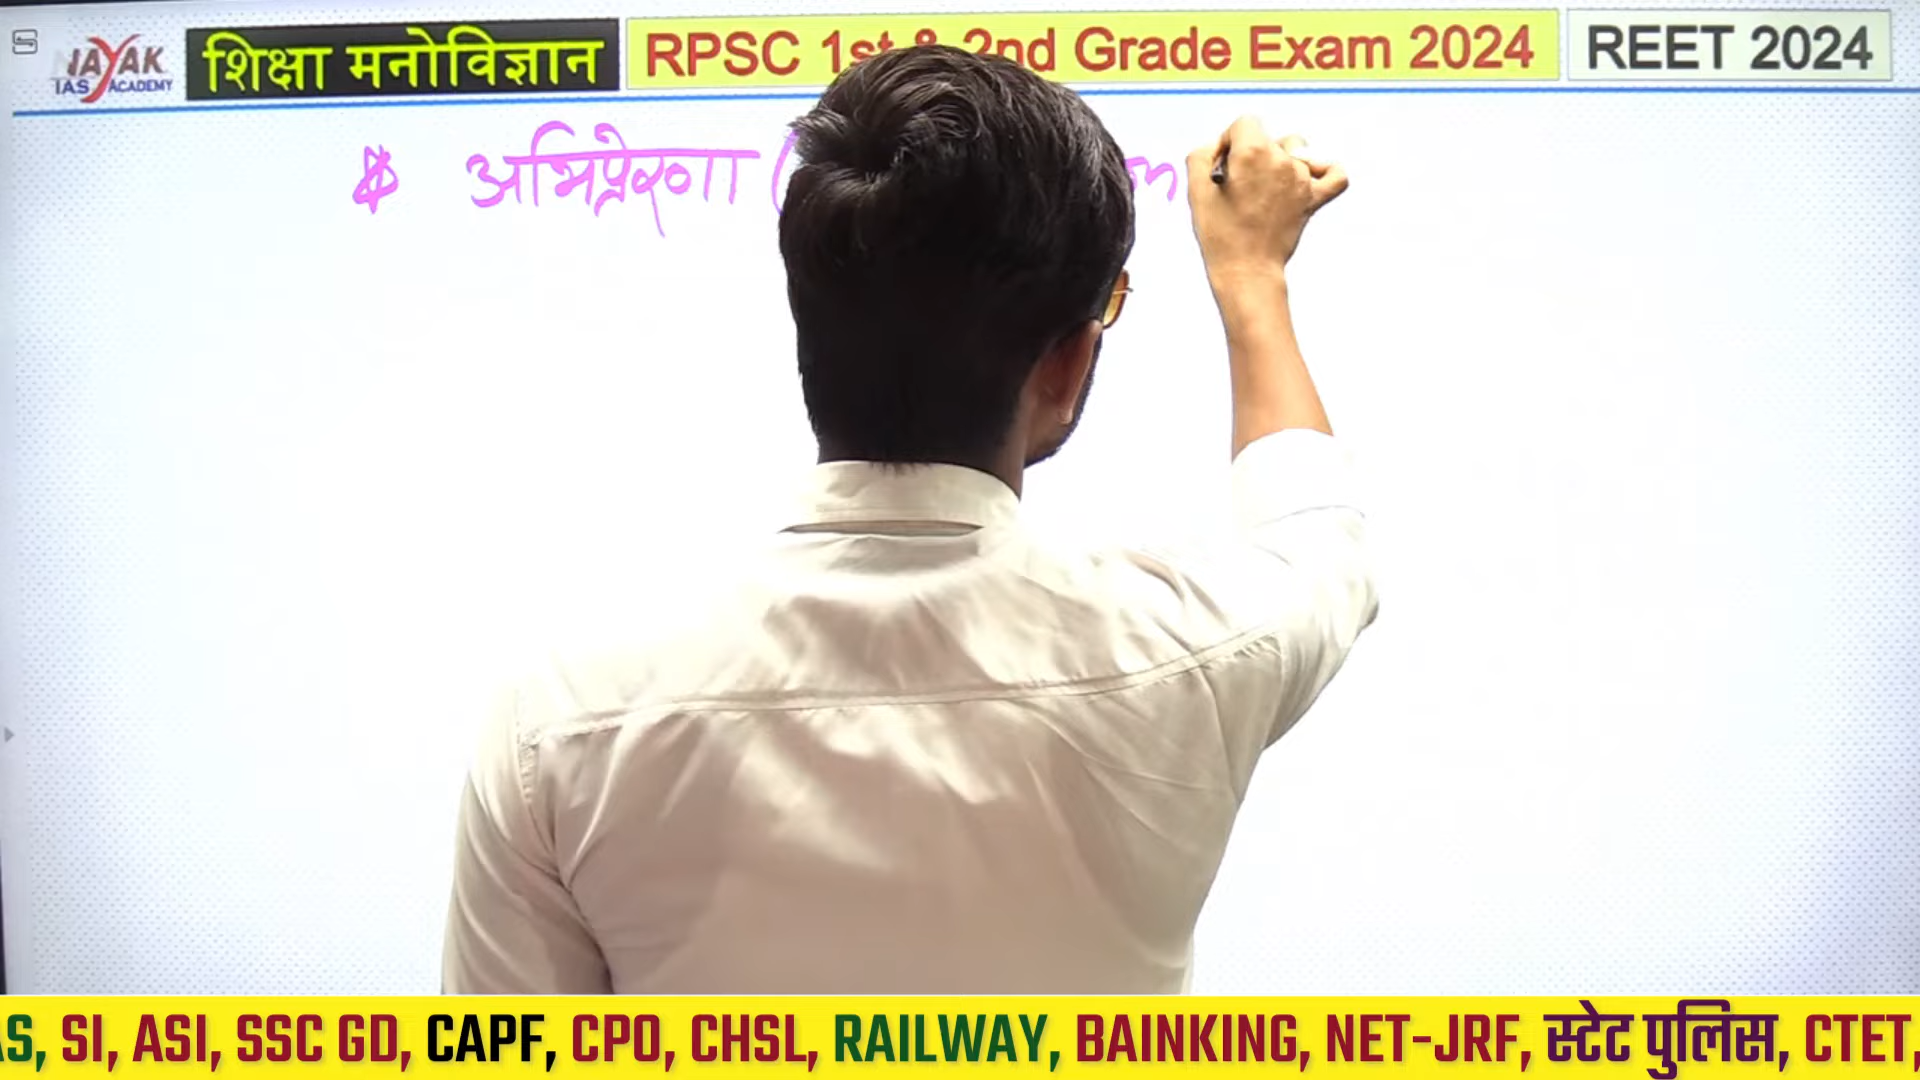 NAYAK
IAS ACADEMY
शिक्षा मनोविज्ञान
RPSC 1st & 2nd Grade Exam 2024
REET 2024
* अभिप्रेरणा (
SI, ASI, SSC GD, CAPF, CPO, CHSL, RAILWAY, BAINKING, NET-JRF, स्टेट पुलिस, CTET,